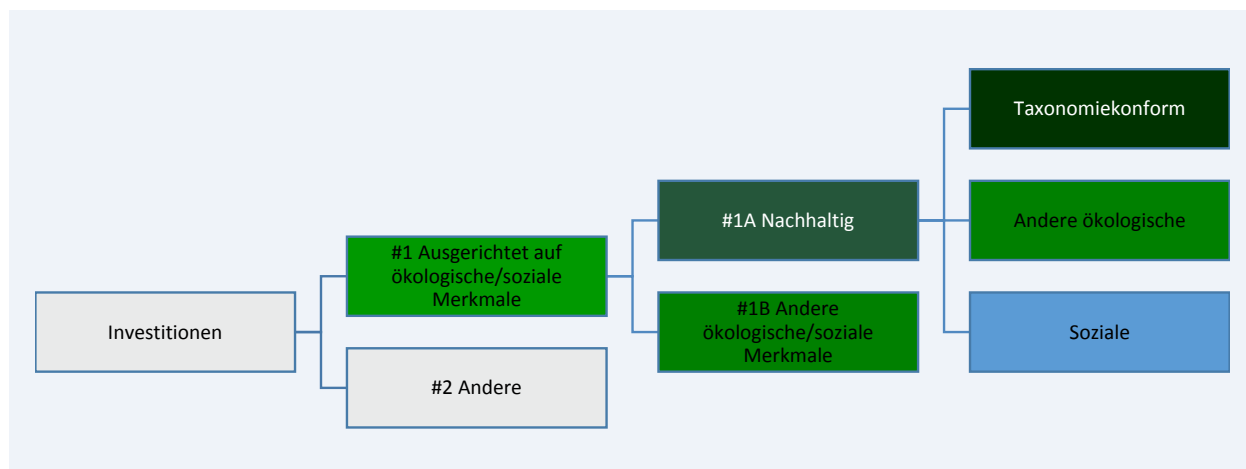 Investitionen
#1 Ausgerichtet auf
ökologische/soziale
Merkmale
#2 Andere
#1A Nachhaltig
#1B Andere
ökologische/soziale
Merkmale
Taxonomiekonform
Andere ökologische
Soziale